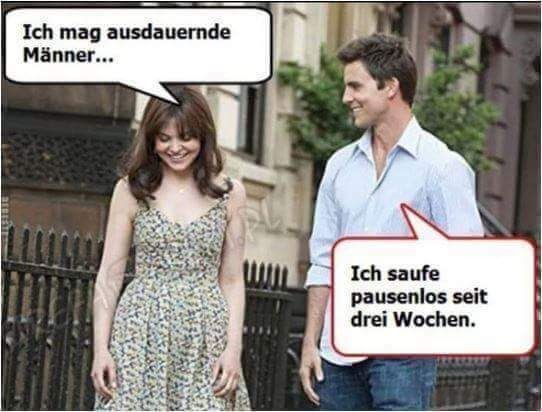 Ich mag ausdauernde
Männer...
Ich saufe
pausenlos seit
drei Wochen.